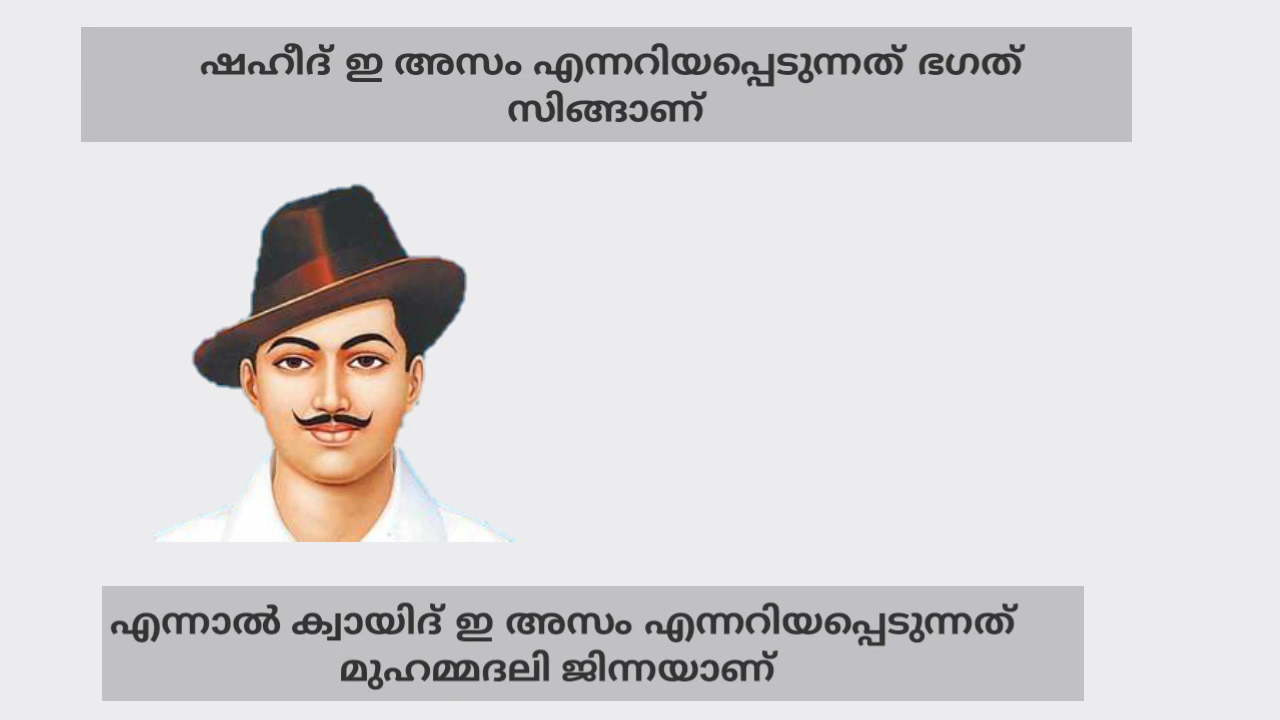 ഷഹീദ് ഇ അസം എന്നറിയപ്പെടുന്നത് ഭഗത്
സിങ്ങാണ്
എന്നാൽ ക്വായിദ് ഇ അസം എന്നറിയപ്പെടുന്നത്
മുഹമ്മദലി ജിന്നയാണ്